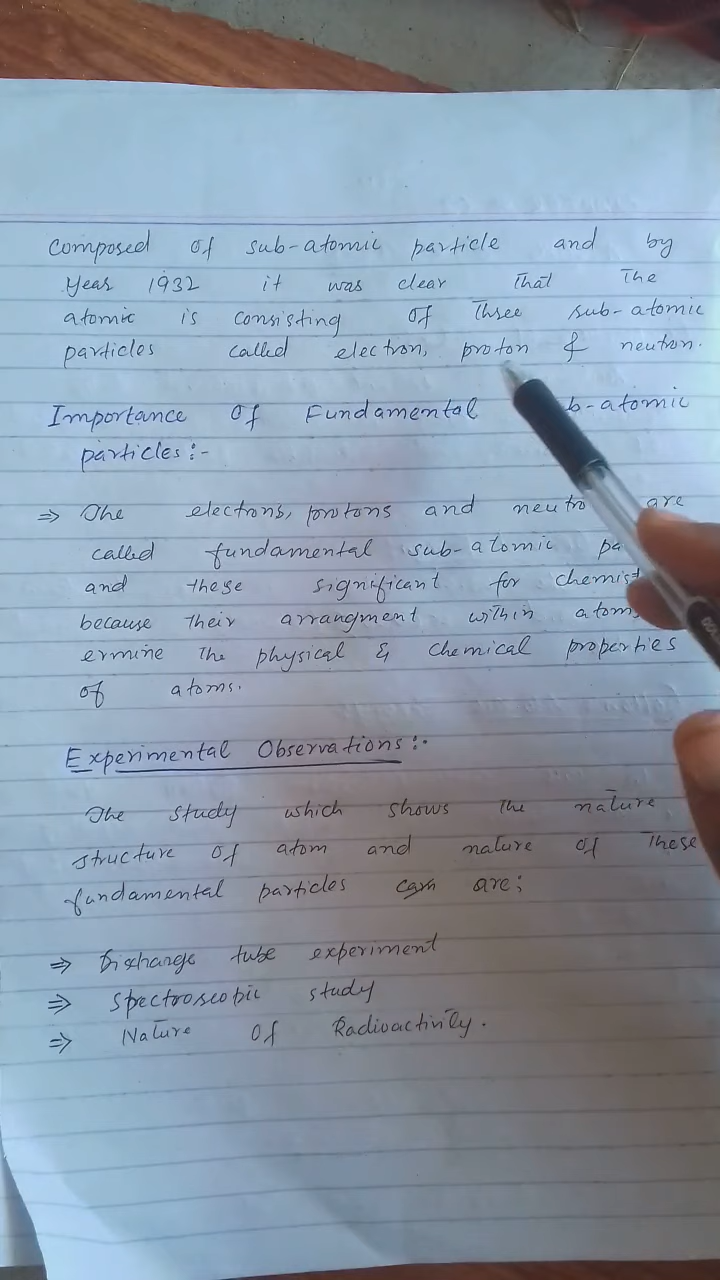 Composed of sub-atomic particle and by
Year 1932 it was clear That The
atomic is consisting of Three sub-atomic
particles called electron, proton & neutron.
Importance of Fundamental b-atomic
particles:-
⇒ The electrons, protons and neutro are
called fundamental sub-atomic pa
and these significant for chemist
because their arrangment within atom
ermine The physical & chemical properties
of atoms.
Experimental Observations:-
The study which shows The nature
structure of atom and nature of These
fundamental particles are:
⇒ Discharge tube experiment
⇒ Spectroscopic study
⇒ Nature of Radioactivity.